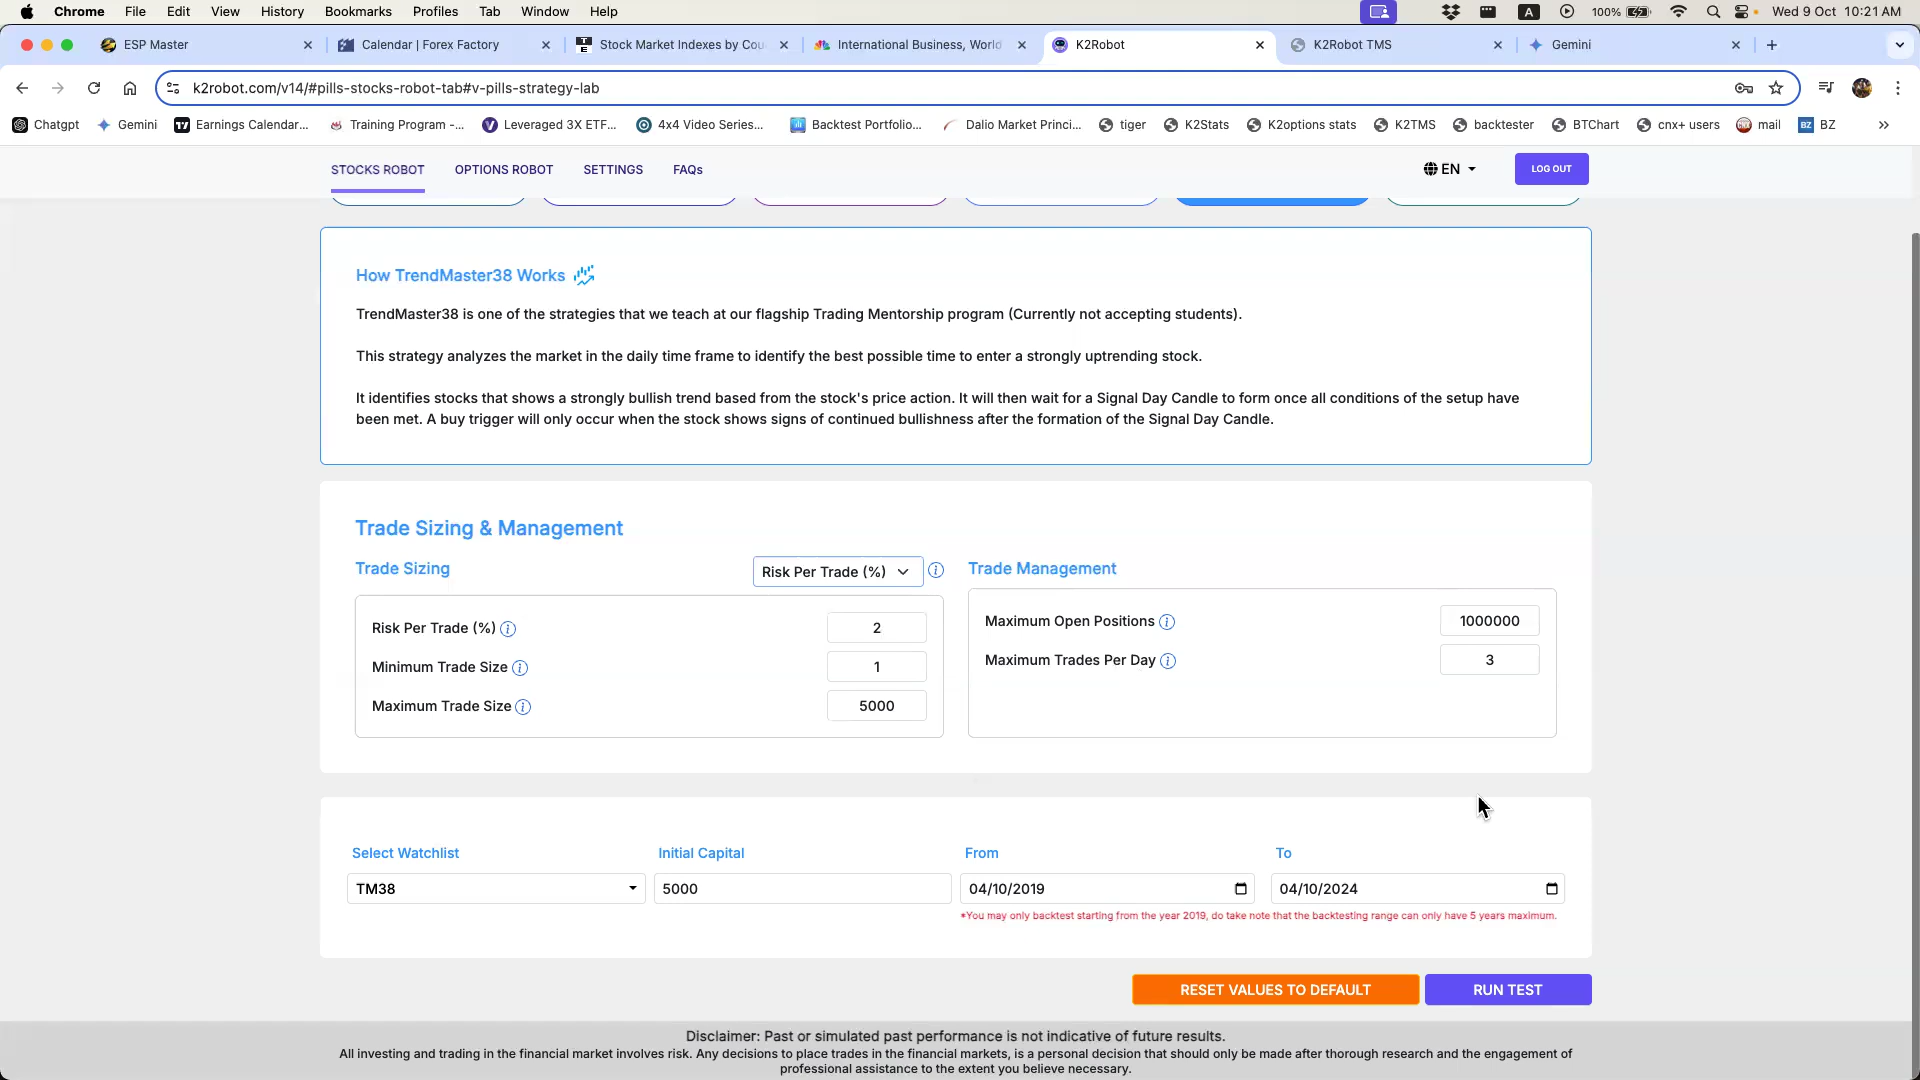 Chrome File Edit View History Bookmarks Profiles Tab Window Help A 100% Wed 9 Oct 10:21 AM
ESP Master Calendar | Forex Factory Stock Market Indexes by Cou International Business, World K2Robot K2Robot TMS Gemini
k2robot.com/v14/#pills-stocks-robot-tab#v-pills-strategy-lab
Chatgpt Gemini Earnings Calendar... Training Program -... Leveraged 3X ETF... 4x4 Video Series... Backtest Portfolio... Dalio Market Princi... tiger K2Stats K2options stats K2TMS backtester BTChart cnx+ users mail BZ BZ
STOCKS ROBOT OPTIONS ROBOT SETTINGS FAQs EN LOG OUT
How TrendMaster38 Works
TrendMaster38 is one of the strategies that we teach at our flagship Trading Mentorship program (Currently not accepting students).
This strategy analyzes the market in the daily time frame to identify the best possible time to enter a strongly uptrending stock.
It identifies stocks that shows a strongly bullish trend based from the stock's price action. It will then wait for a Signal Day Candle to form once all conditions of the setup have
been met. A buy trigger will only occur when the stock shows signs of continued bullishness after the formation of the Signal Day Candle.
Trade Sizing & Management
Trade Sizing Risk Per Trade (%) Trade Management
Risk Per Trade (%) 2 Maximum Open Positions 1000000
Minimum Trade Size 1 Maximum Trades Per Day 3
Maximum Trade Size 5000
Select Watchlist Initial Capital From To
TM38 5000 04/10/2019 04/10/2024
*You may only backtest starting from the year 2019, do take note that the backtesting range can only have 5 years maximum.
RESET VALUES TO DEFAULT RUN TEST
Disclaimer: Past or simulated past performance is not indicative of future results.
All investing and trading in the financial market involves risk. Any decisions to place trades in the financial markets, is a personal decision that should only be made after thorough research and the engagement of
professional assistance to the extent you believe necessary.